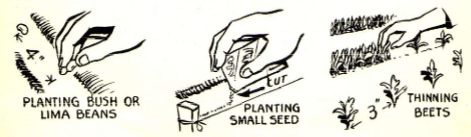 4"
PLANTING BUSH OR
LIMA BEANS
CUT
PLANTING
SMALL SEED
3"
THINNING
BEETS